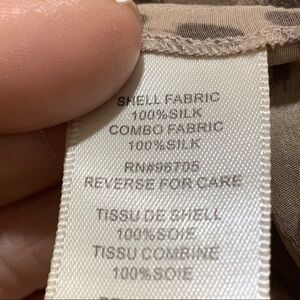 SHELL FABRIC
100%SILK
COMBO FABRIC
100%SILK
RN#96705
REVERSE FOR CARE
TISSU DE SHELL
100%SOIE
TISSU COMBINE
100%SOIE